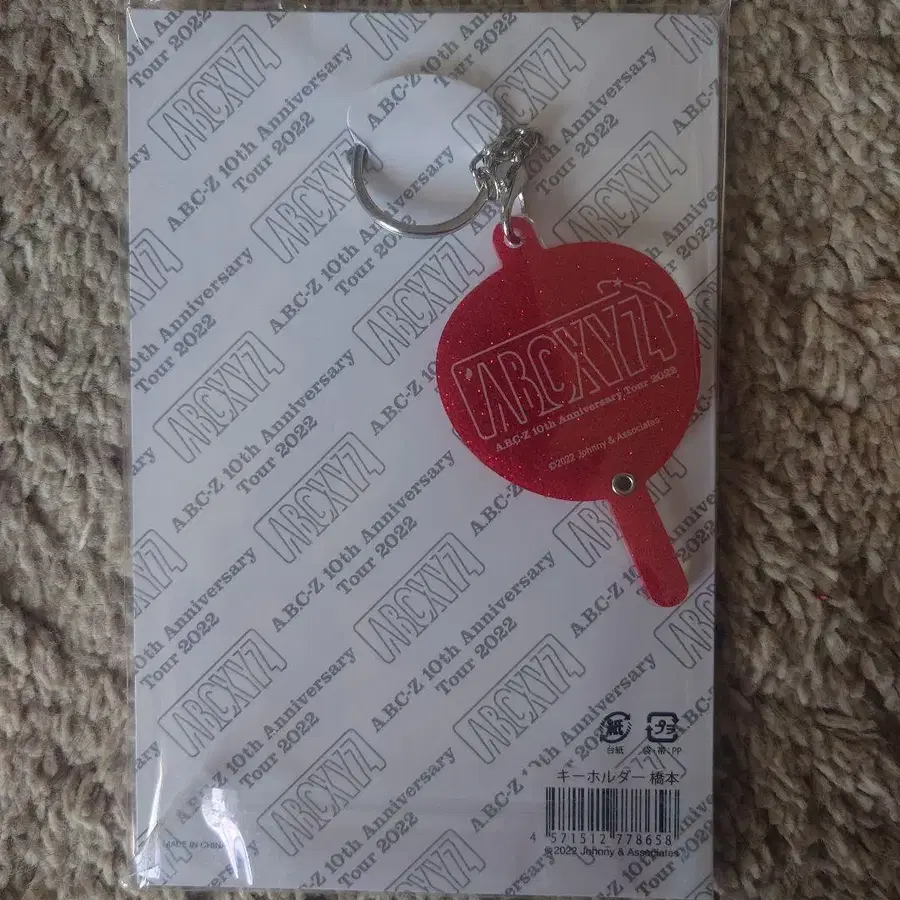 ABCXYZ
A.B.C-Z 10th Anniversary
Tour 2022
ABCXYZ
A.B.C-Z 10th Anniversary Tour 2022
©2022 Johnny & Associates
紙
台紙
プラ
袋・帯:PP
キーホルダー 橋本
4 571512 778658
©2022 Johnny & Associates
MADE IN CHINA